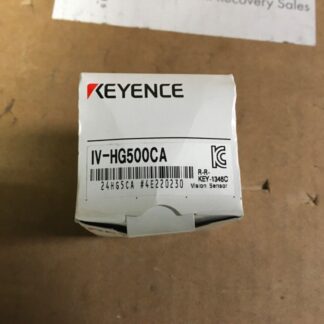 Recovery Sales
KEYENCE
IV-HG500CA
24HG5CA #4E220230
R-R-
KEY-1346C
Vision Sensor